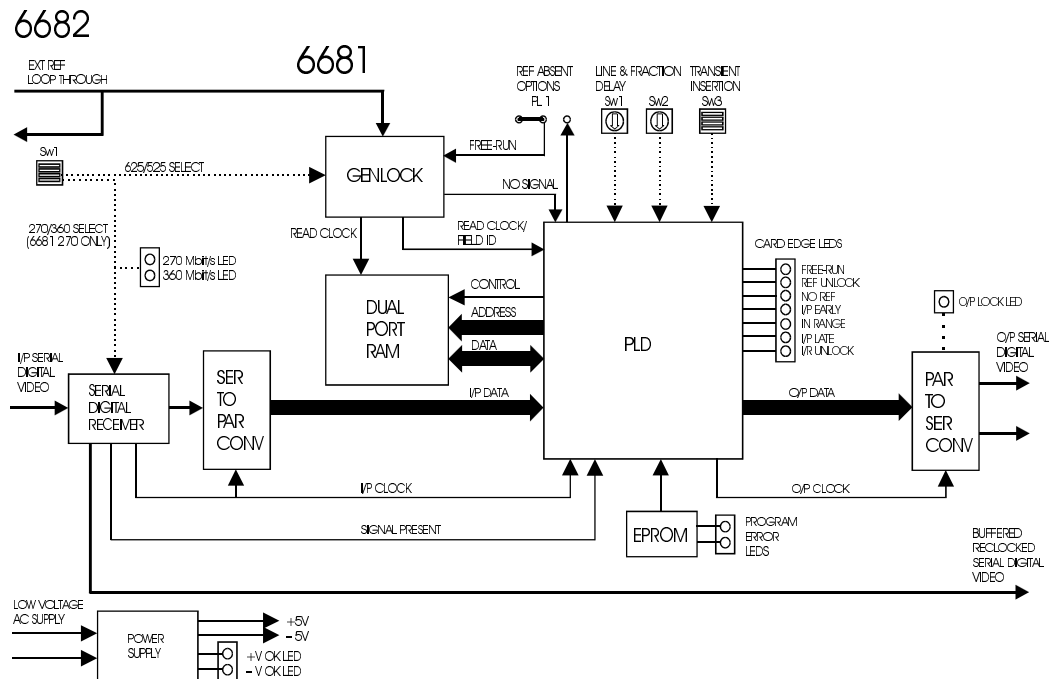 6682
6681
EXT REF
LOOP THROUGH
REF ABSENT
OPTIONS
PL 1
LINE & FRACTION
DELAY
Sw1
Sw2
TRANSIENT
INSERTION
Sw3
Sw1
625/525 SELECT
GENLOCK
FREE-RUN
NO SIGNAL
270/360 SELECT
(6681 270 ONLY)
270 Mbit/s LED
360 Mbit/s LED
READ CLOCK
READ CLOCK/
FIELD ID
DUAL
PORT
RAM
CONTROL
ADDRESS
DATA
PLD
CARD EDGE LEDS
FREE-RUN
REF UNLOCK
NO REF
I/P EARLY
IN RANGE
I/P LATE
I/R UNLOCK
O/P LOCK LED
I/P SERIAL
DIGITAL
VIDEO
SERIAL
DIGITAL
RECEIVER
SER
TO
PAR
CONV
I/P DATA
O/P DATA
PAR
TO
SER
CONV
O/P SERIAL
DIGITAL
VIDEO
I/P CLOCK
O/P CLOCK
SIGNAL PRESENT
EPROM
PROGRAM
ERROR
LEDS
BUFFERED
RECLOCKED
SERIAL DIGITAL
VIDEO
LOW VOLTAGE
AC SUPPLY
POWER
SUPPLY
+5V
- 5V
+V OK LED
- V OK LED